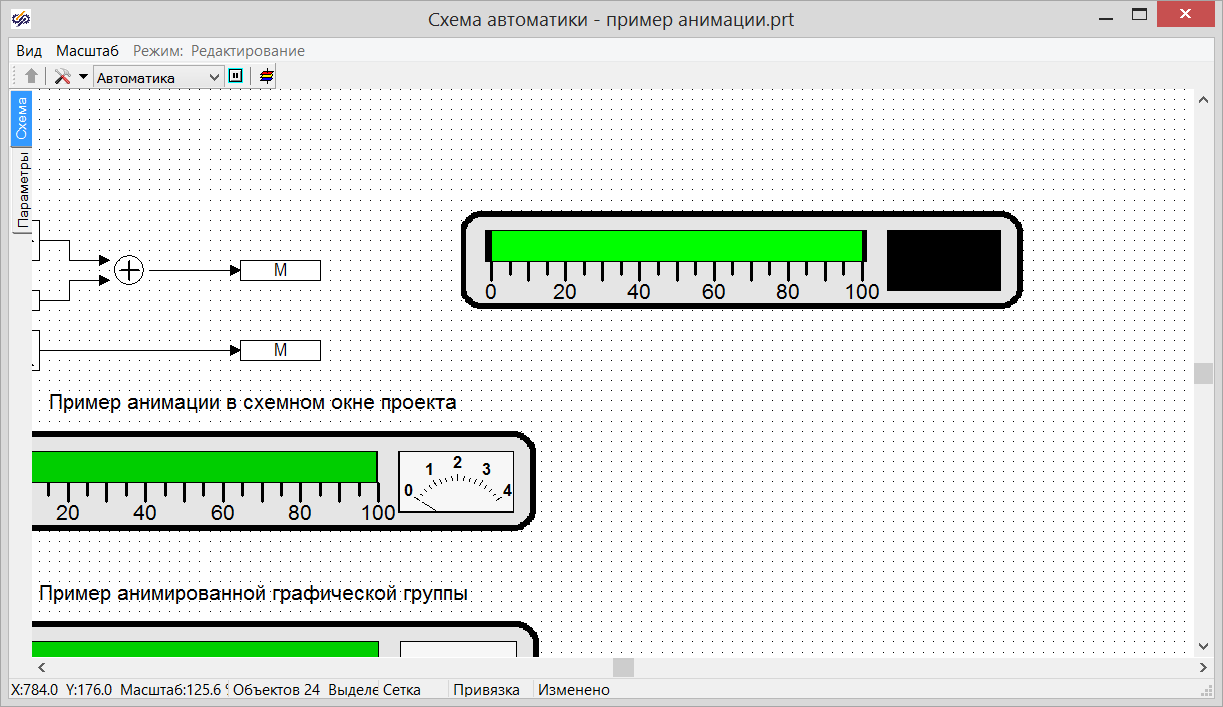 Схема автоматики - пример анимации.prt
Вид Масштаб Режим: Редактирование
Автоматика
Схема
Параметры
M
0 20 40 60 80 100
M
Пример анимации в схемном окне проекта
0 1 2 3 4
20 40 60 80 100
Пример анимированной графической группы
X:784.0 Y:176.0 Масштаб:125.6 % Объектов 24 Выделе Сетка Привязка Изменено